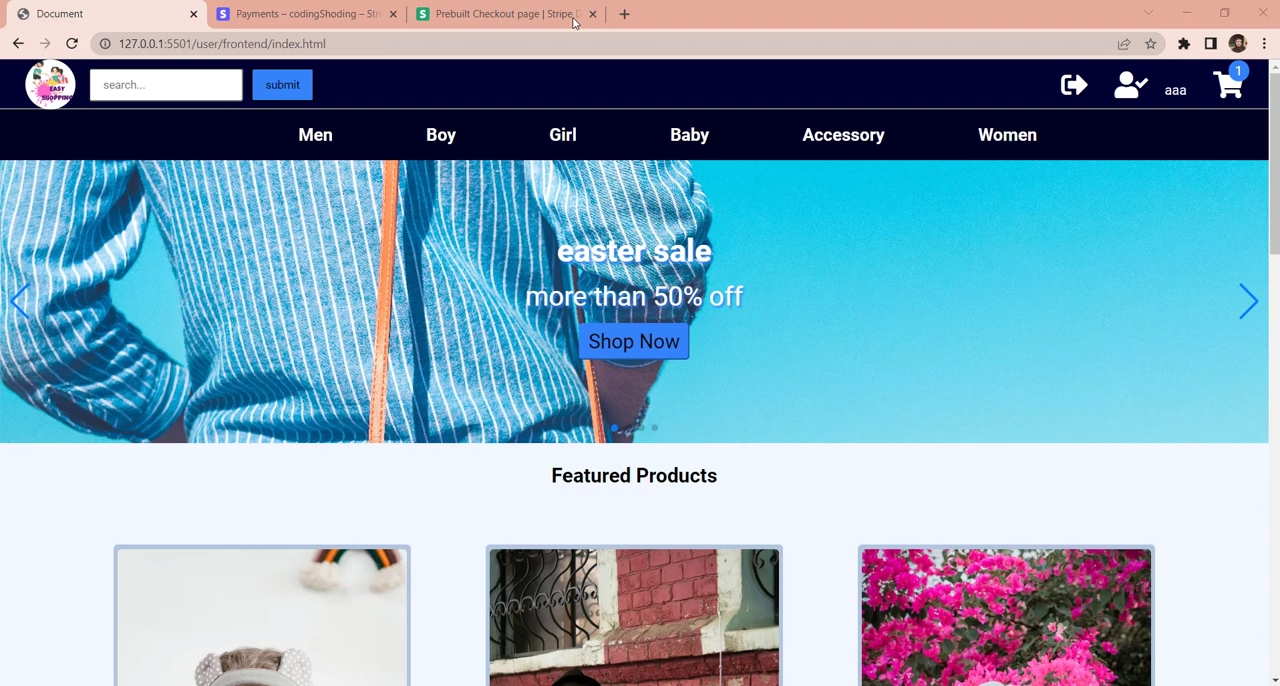 Document
Payments – codingShoding – Str
Prebuilt Checkout page | Stripe D
127.0.0.1:5501/user/frontend/index.html
EASY
SHOPPING
search...
submit
aaa
1
Men
Boy
Girl
Baby
Accessory
Women
easter sale
more than 50% off
Shop Now
Featured Products